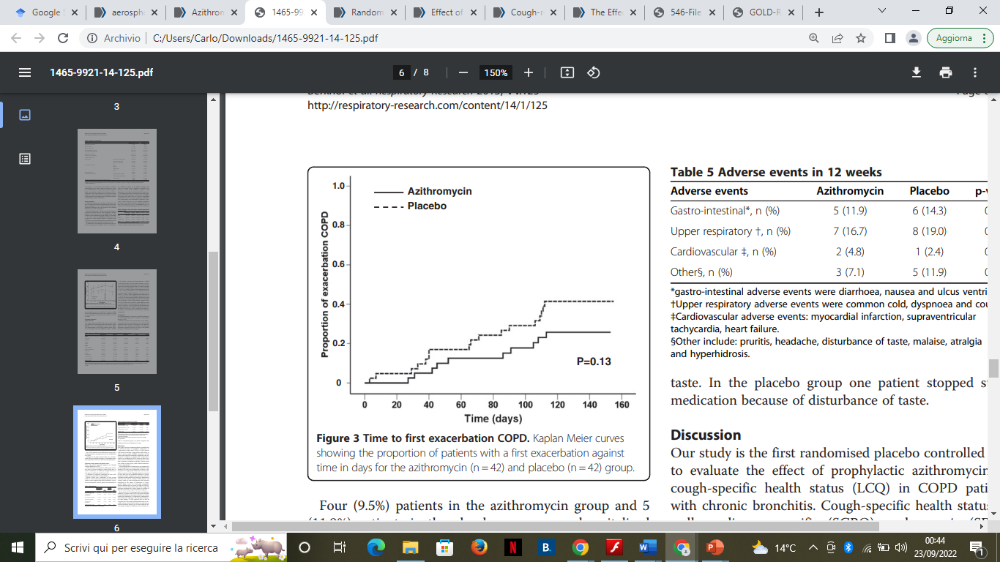 Google S
aerosph
Azithron
1465-99
Random
Effect of
Cough-r
The Effe
546-File
GOLD-R
Archivio
C:/Users/Carlo/Downloads/1465-9921-14-125.pdf
Aggiorna
1465-9921-14-125.pdf
6 / 8
150%
3
4
5
6
http://respiratory-research.com/content/14/1/125
1.0
0.8
0.6
0.4
0.2
0
Proportion of exacerbation COPD
Azithromycin
Placebo
P=0.13
0 20 40 60 80 100 120 140 160
Time (days)
Figure 3 Time to first exacerbation COPD. Kaplan Meier curves
showing the proportion of patients with a first exacerbation against
time in days for the azithromycin (n = 42) and placebo (n = 42) group.
Four (9.5%) patients in the azithromycin group and 5
Table 5 Adverse events in 12 weeks
Adverse events Azithromycin Placebo p-
Gastro-intestinal*, n (%) 5 (11.9) 6 (14.3)
Upper respiratory †, n (%) 7 (16.7) 8 (19.0)
Cardiovascular ‡, n (%) 2 (4.8) 1 (2.4)
Other§, n (%) 3 (7.1) 5 (11.9)
*gastro-intestinal adverse events were diarrhoea, nausea and ulcus ventri
†Upper respiratory adverse events were common cold, dyspnoea and cou
‡Cardiovascular adverse events: myocardial infarction, supraventricular
tachycardia, heart failure.
§Other include: pruritis, headache, disturbance of taste, malaise, atralgia
and hyperhidrosis.
taste. In the placebo group one patient stopped s
medication because of disturbance of taste.
Discussion
Our study is the first randomised placebo controlled
to evaluate the effect of prophylactic azithromycin
cough-specific health status (LCQ) in COPD pati
with chronic bronchitis. Cough-specific health status
Scrivi qui per eseguire la ricerca
14°C
00:44
23/09/2022
1